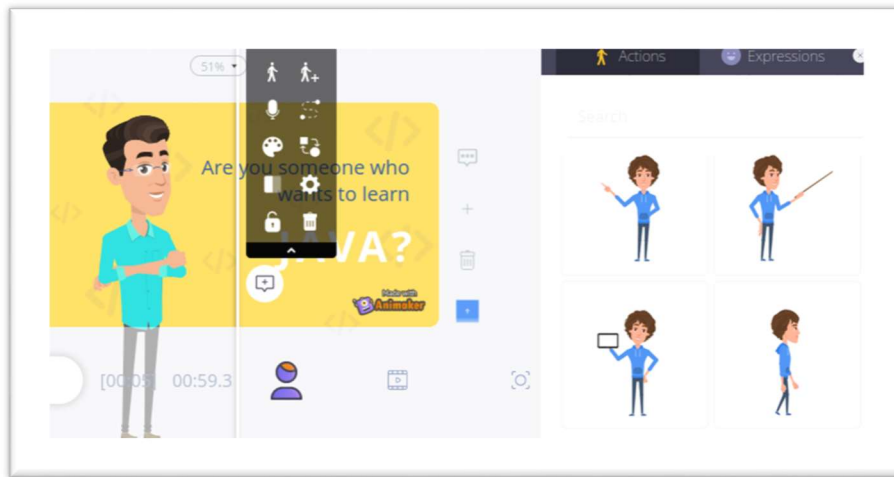 51%
Actions
Expressions
Search
Are you someone who
wants to learn
JAVA?
Made with
Animaker
[00:05] 00:59.3